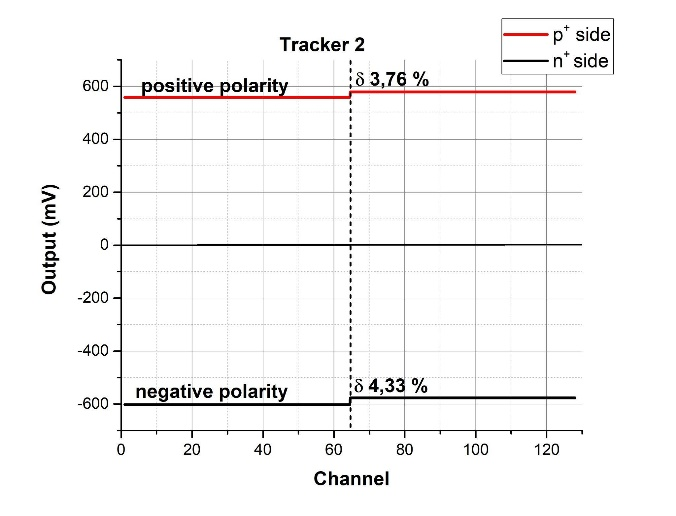 Tracker 2
p+ side
n+ side
positive polarity
δ 3,76 %
600
400
200
0
-200
-400
-600
Output (mV)
negative polarity
δ 4,33 %
0 20 40 60 80 100 120
Channel